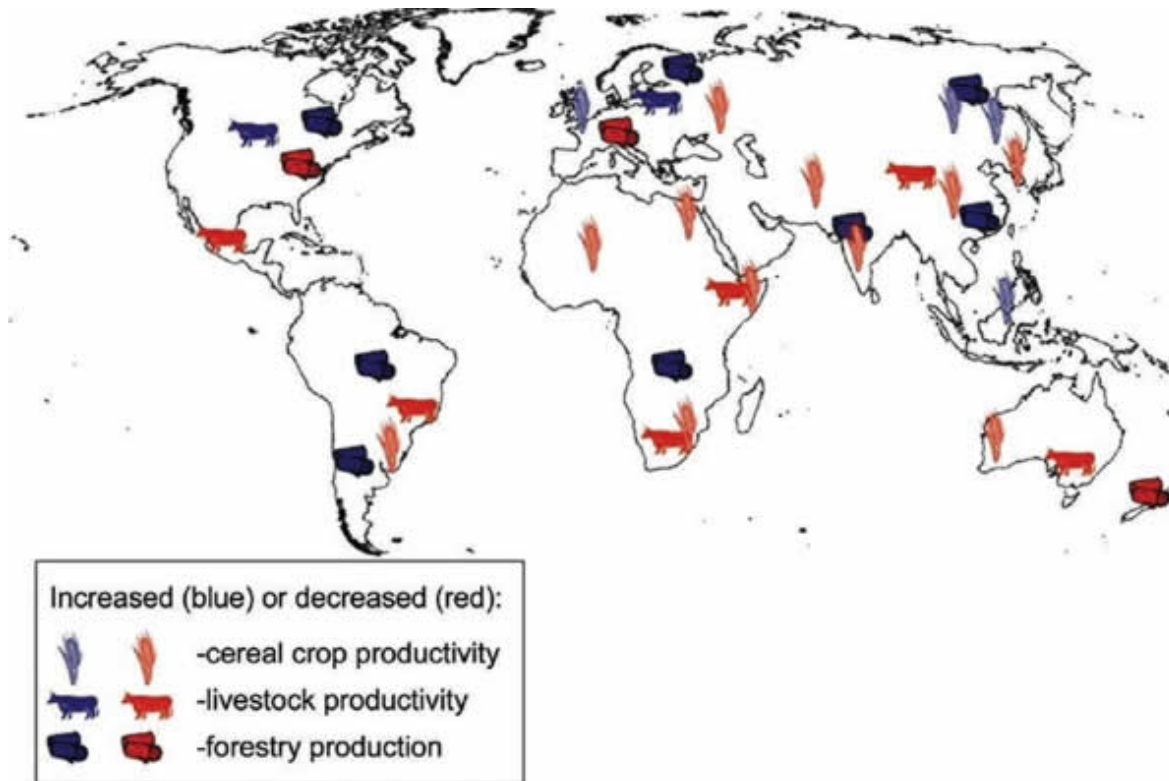 Increased (blue) or decreased (red):
-cereal crop productivity
-livestock productivity
-forestry production